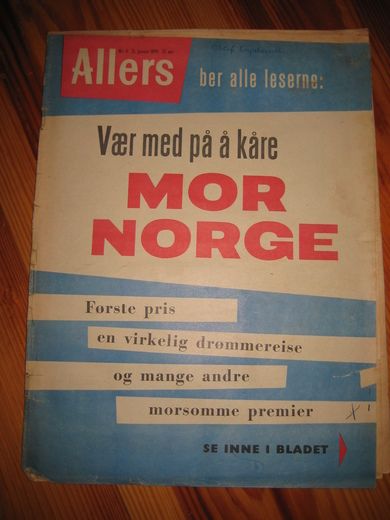 Allers
ber alle leserne:
Vær med på å kåre
MOR
NORGE
Første pris
en virkelig drømmereise
og mange andre
morsomme premier
SE INNE I BLADET